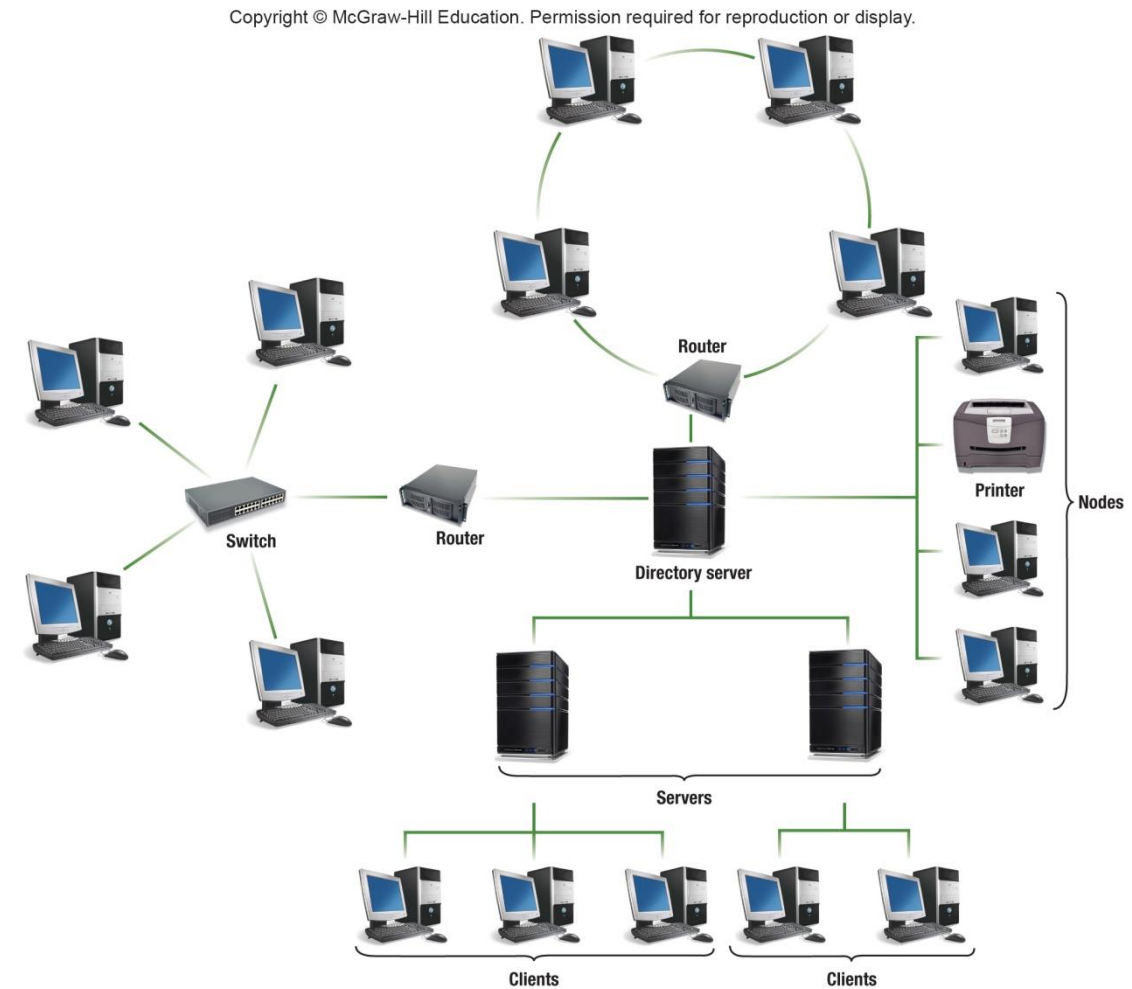 Copyright © McGraw-Hill Education. Permission required for reproduction or display.
Router
Printer
Nodes
Switch
Router
Directory server
Servers
Clients
Clients